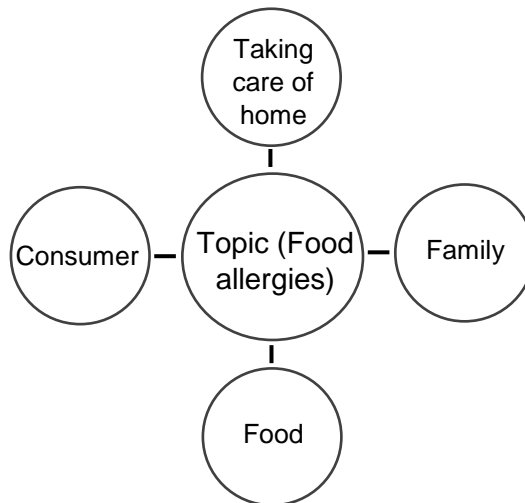 Taking
care of
home
Consumer
Topic (Food
allergies)
Family
Food